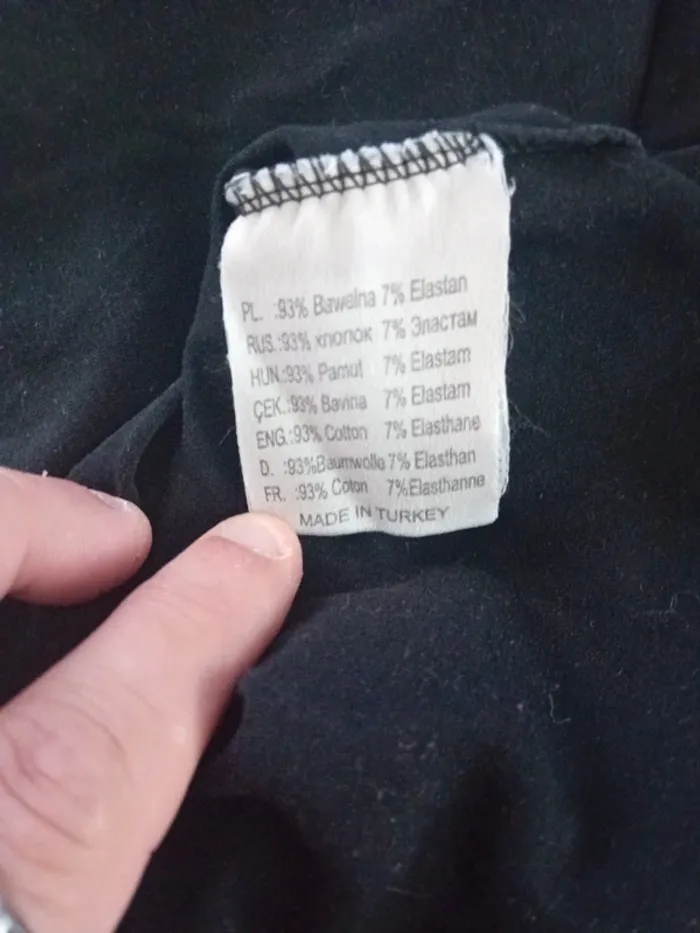 PL. :93% Bawelna 7% Elastan
RUS.:93% хлопок 7% Эластам
HUN.:93% Pamut 7% Elastam
ÇEK.:93% Bavlna 7% Elastam
ENG.:93% Cotton 7% Elasthane
D. :93%Baumwolle 7% Elasthan
FR. :93% Coton 7%Elasthanne
MADE IN TURKEY